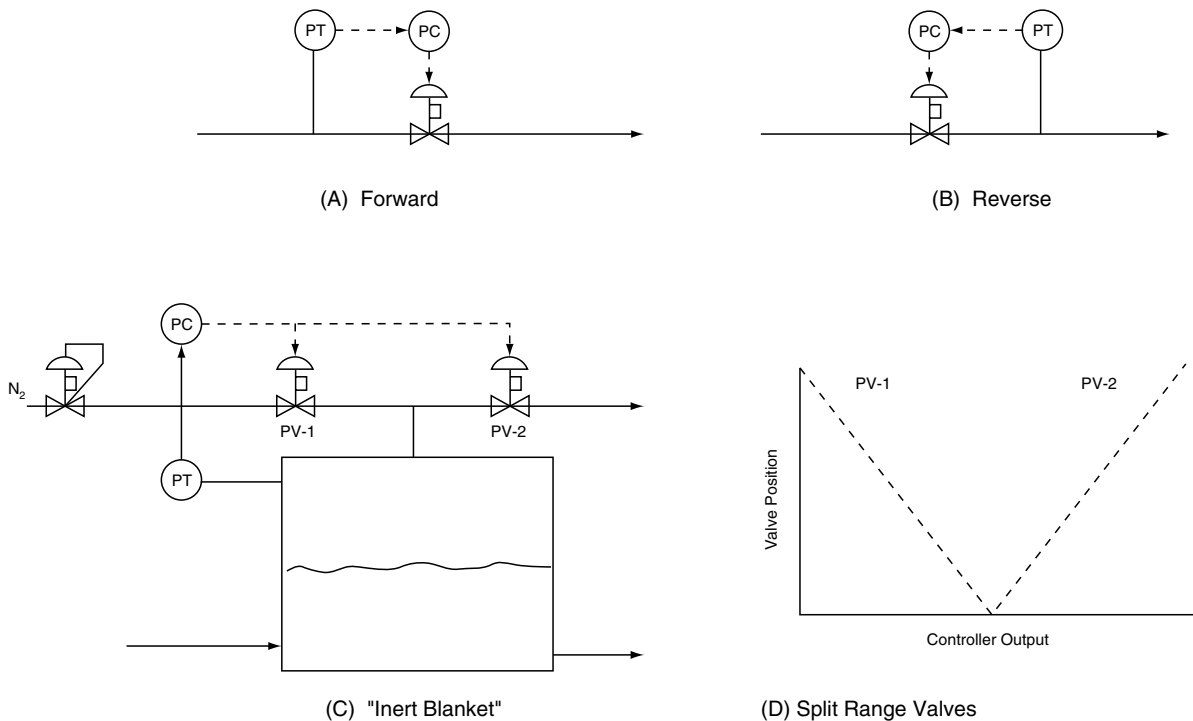 PT
PC
PC
PT
(A) Forward
(B) Reverse
PC
N2
PV-1
PV-2
PT
(C) "Inert Blanket"
PV-1
PV-2
Valve Position
Controller Output
(D) Split Range Valves